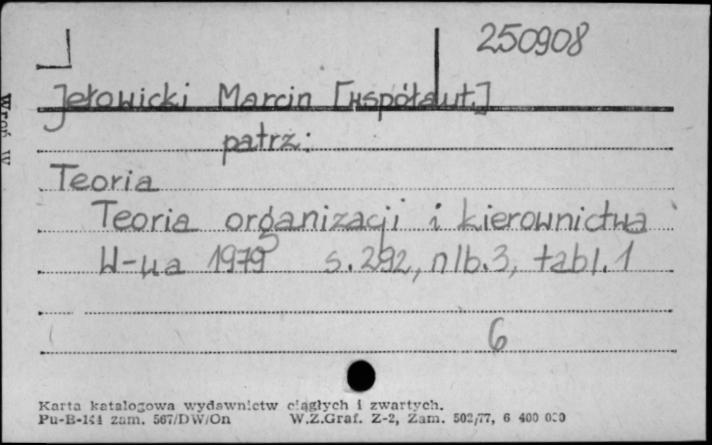 250908
Jełowicki Marcin [współaut.]
patrz:
Teoria
Teoria organizacji i kierownictwa
W-wa 1979 s.292, nlb.3, tabl.1
6
Karta katalogowa wydawnictw ciągłych i zwartych.
Pu-B-141 zam. 567/DW/On W.Z.Graf. Z-2, Zam. 502/77, 6 400 000